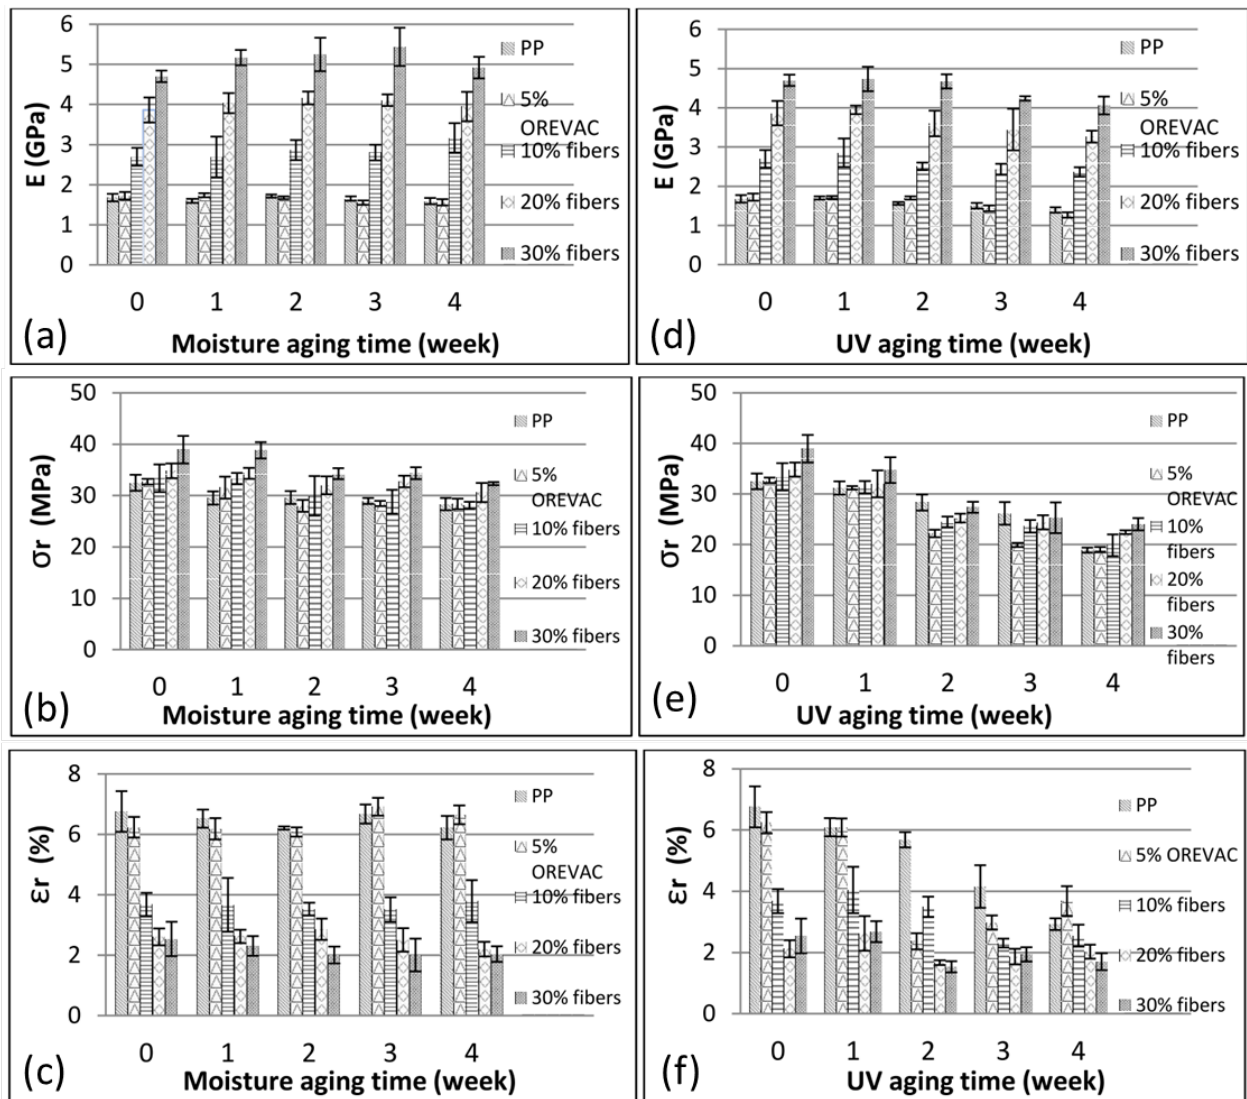 6
5
4
3
2
1
0
E (GPa)
PP
5%
OREVAC
10% fibers
20% fibers
30% fibers
0 1 2 3 4
Moisture aging time (week)
(a)
6
5
4
3
2
1
0
E (GPa)
PP
5%
OREVAC
10% fibers
20% fibers
30% fibers
0 1 2 3 4
UV aging time (week)
(d)
50
40
30
20
10
0
σr (MPa)
PP
5%
OREVAC
10% fibers
20% fibers
30% fibers
0 1 2 3 4
Moisture aging time (week)
(b)
50
40
30
20
10
0
σr (MPa)
PP
5%
OREVAC
10%
fibers
20%
fibers
30%
fibers
0 1 2 3 4
UV aging time (week)
(e)
8
6
4
2
0
εr (%)
PP
5%
OREVAC
10% fibers
20% fibers
30% fibers
0 1 2 3 4
Moisture aging time (week)
(c)
8
6
4
2
0
εr (%)
PP
5% OREVAC
10% fibers
20% fibers
30% fibers
0 1 2 3 4
UV aging time (week)
(f)